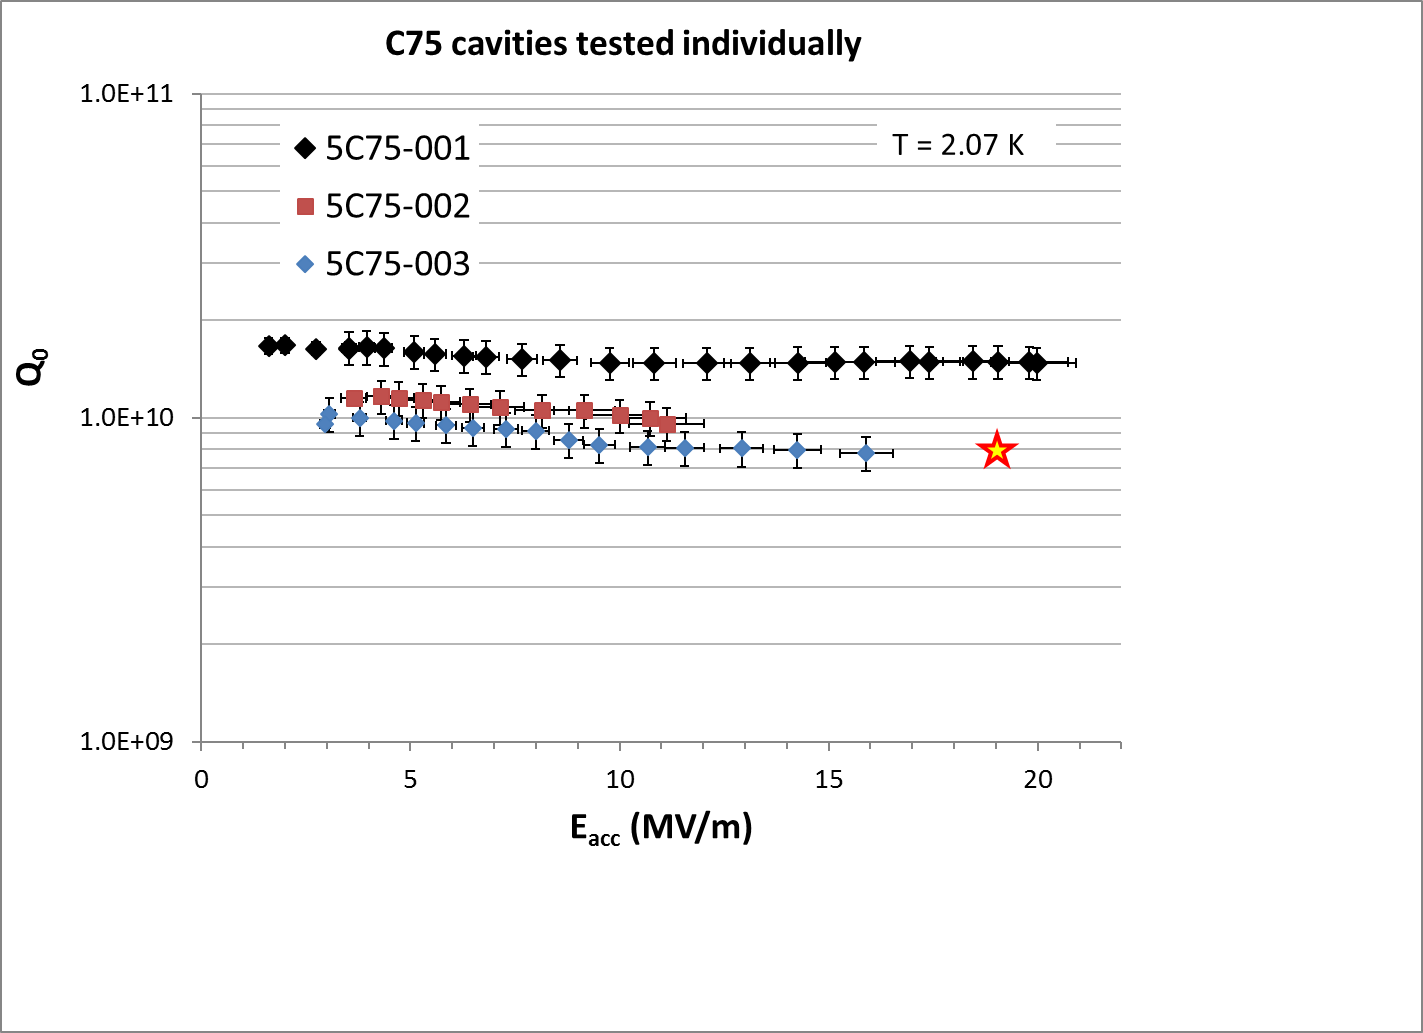 C75 cavities tested individually
1.0E+11
5C75-001
T = 2.07 K
5C75-002
5C75-003
Q0
1.0E+10
1.0E+09
0 5 10 15 20
Eacc (MV/m)